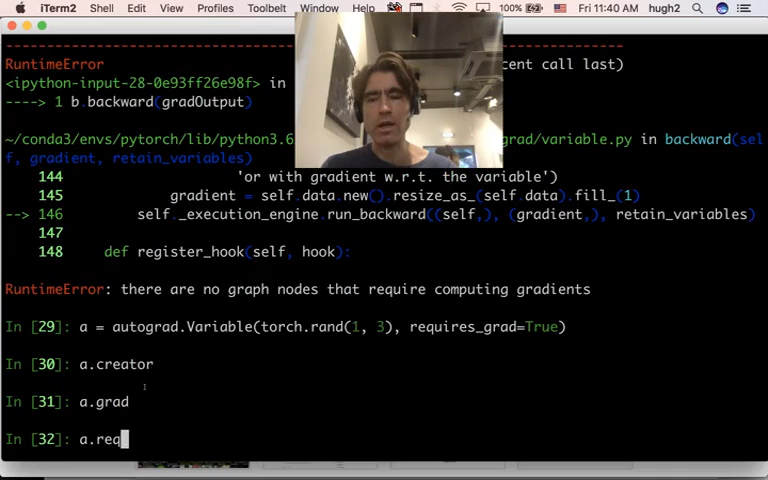 iTerm2 Shell Edit View Profiles Toolbelt Window Help 100% Fri 11:40 AM hugh2
RuntimeError cent call last)
<ipython-input-28-0e93ff26e98f> in
----> 1 b.backward(gradOutput)
~/conda3/envs/pytorch/lib/python3.6 grad/variable.py in backward(sel
f, gradient, retain_variables)
144 'or with gradient w.r.t. the variable')
145 gradient = self.data.new().resize_as_(self.data).fill_(1)
--> 146 self._execution_engine.run_backward((self,), (gradient,), retain_variables)
147
148 def register_hook(self, hook):
RuntimeError: there are no graph nodes that require computing gradients
In [29]: a = autograd.Variable(torch.rand(1, 3), requires_grad=True)
In [30]: a.creator
In [31]: a.grad
In [32]: a.req